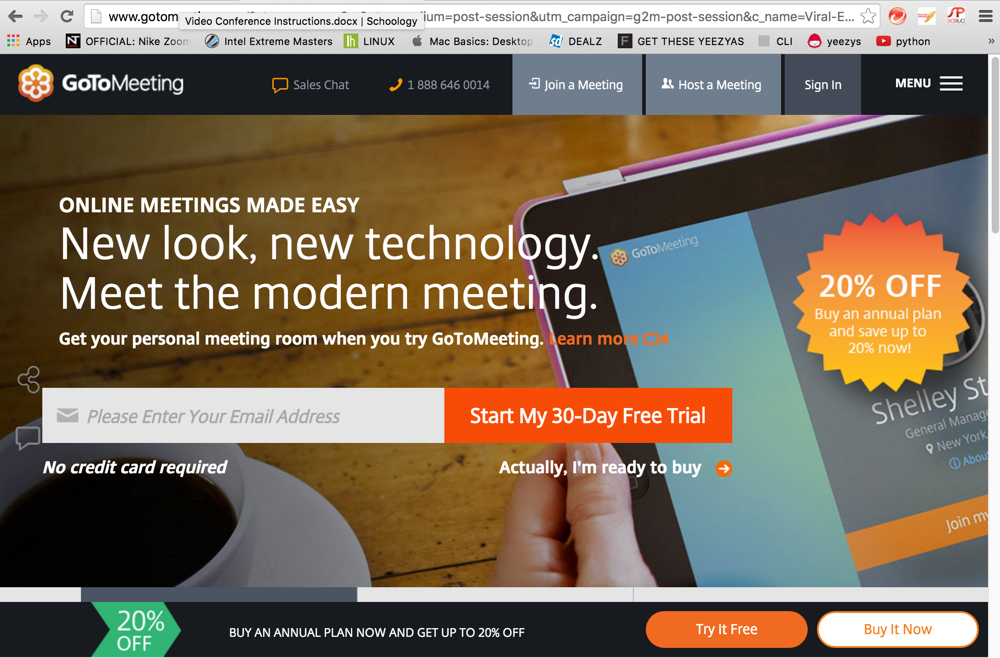 www.gotom
Video Conference Instructions.docx | Schoology
ium=post-session&utm_campaign=g2m-post-session&c_name=Viral-E...
SHOEPALACE
Apps
OFFICIAL: Nike Zoom
Intel Extreme Masters
LINUX
Mac Basics: Desktop
DEALZ
GET THESE YEEZYAS
CLI
yeezys
python
GoToMeeting
Sales Chat
1 888 646 0014
Join a Meeting
Host a Meeting
Sign In
MENU
ONLINE MEETINGS MADE EASY
New look, new technology.
Meet the modern meeting.
Get your personal meeting room when you try GoToMeeting. Learn more
GoToMeeting
20% OFF
Buy an annual plan
and save up to
20% now!
Shelley St
General Manage
New York
About
Join my
Please Enter Your Email Address
Start My 30-Day Free Trial
No credit card required
Actually, I'm ready to buy
20%
OFF
BUY AN ANNUAL PLAN NOW AND GET UP TO 20% OFF
Try It Free
Buy It Now